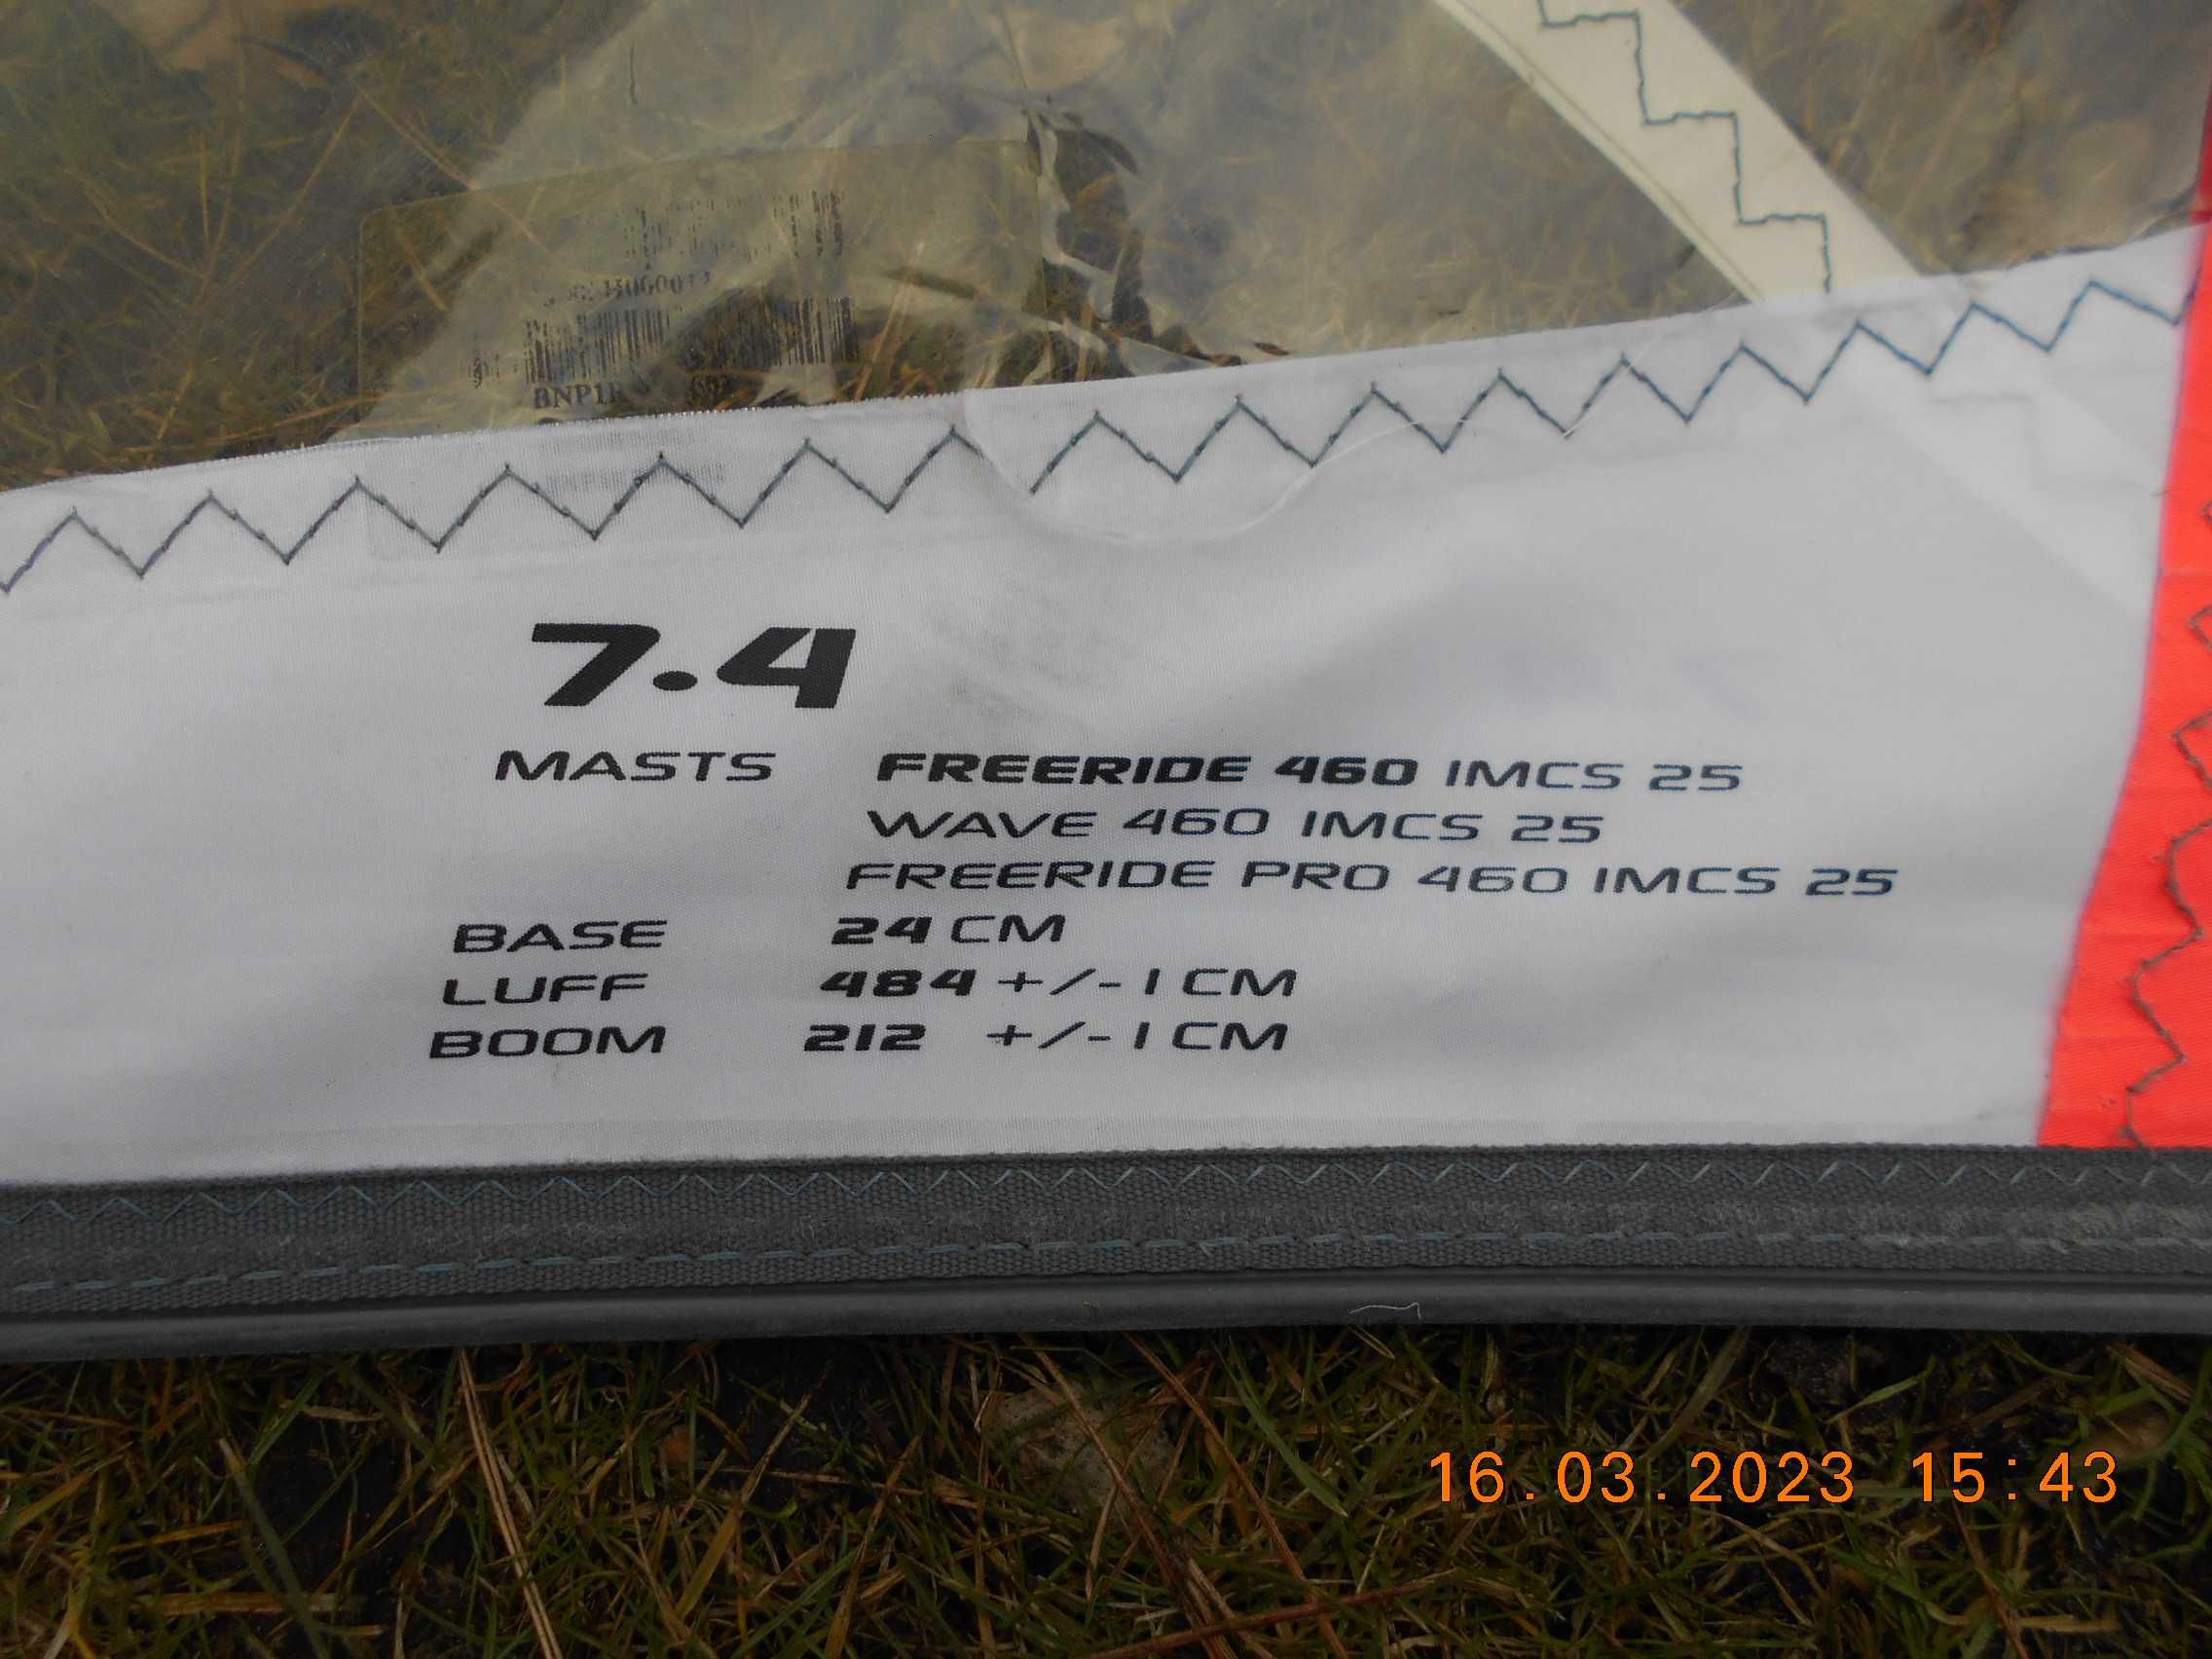 7.4
MASTS FREERIDE 460 IMCS 25
WAVE 460 IMCS 25
FREERIDE PRO 460 IMCS 25
BASE 24 CM
LUFF 484 +/- 1 CM
BOOM 212 +/- 1 CM
16.03.2023 15:43